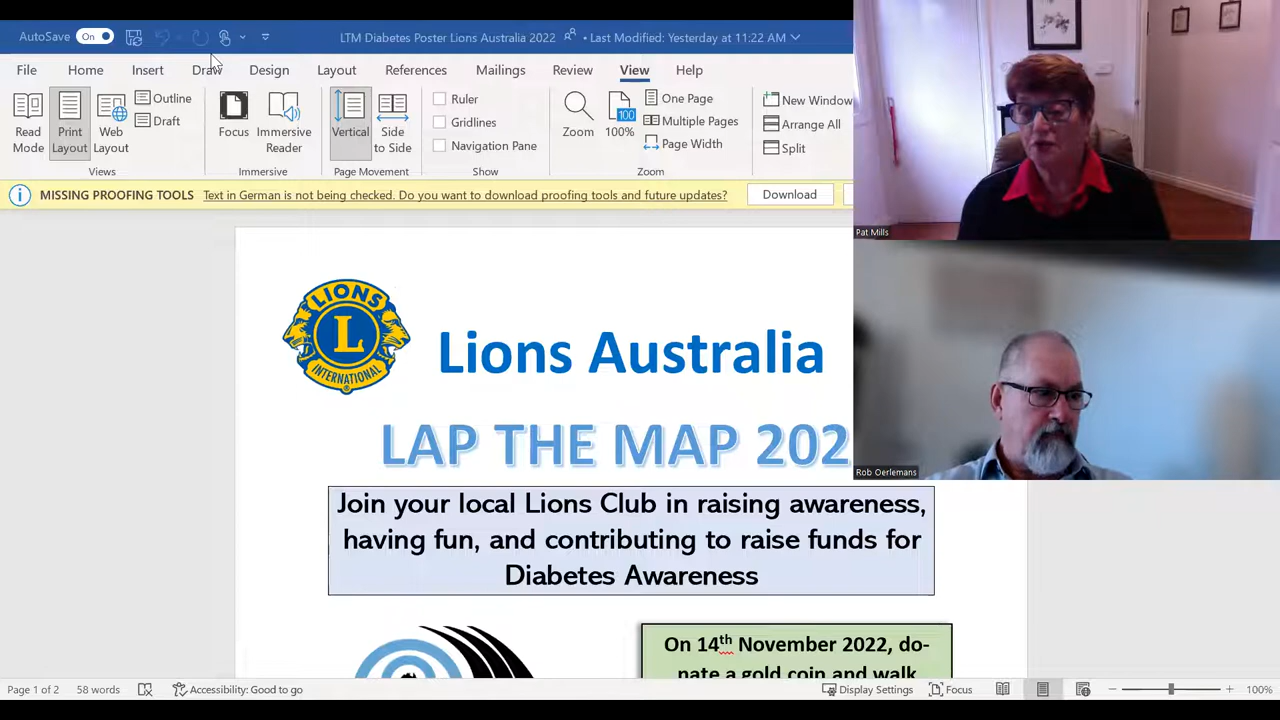 AutoSave On LTM Diabetes Poster Lions Australia 2022 • Last Modified: Yesterday at 11:22 AM
File Home Insert Draw Design Layout References Mailings Review View Help
Read Mode
Print Layout
Web Layout
Outline
Draft
Views
Focus
Immersive Reader
Immersive
Vertical
Side to Side
Page Movement
Ruler
Gridlines
Navigation Pane
Show
Zoom
100
100%
One Page
Multiple Pages
Page Width
Zoom
New Window
Arrange All
Split
MISSING PROOFING TOOLS Text in German is not being checked. Do you want to download proofing tools and future updates? Download
LIONS
L
INTERNATIONAL
Lions Australia
LAP THE MAP 202
Join your local Lions Club in raising awareness,
having fun, and contributing to raise funds for
Diabetes Awareness
On 14th November 2022, do-
nate a gold coin and walk
Page 1 of 2 58 words Accessibility: Good to go Display Settings Focus 100%
Pat Mills
Rob Oerlemans